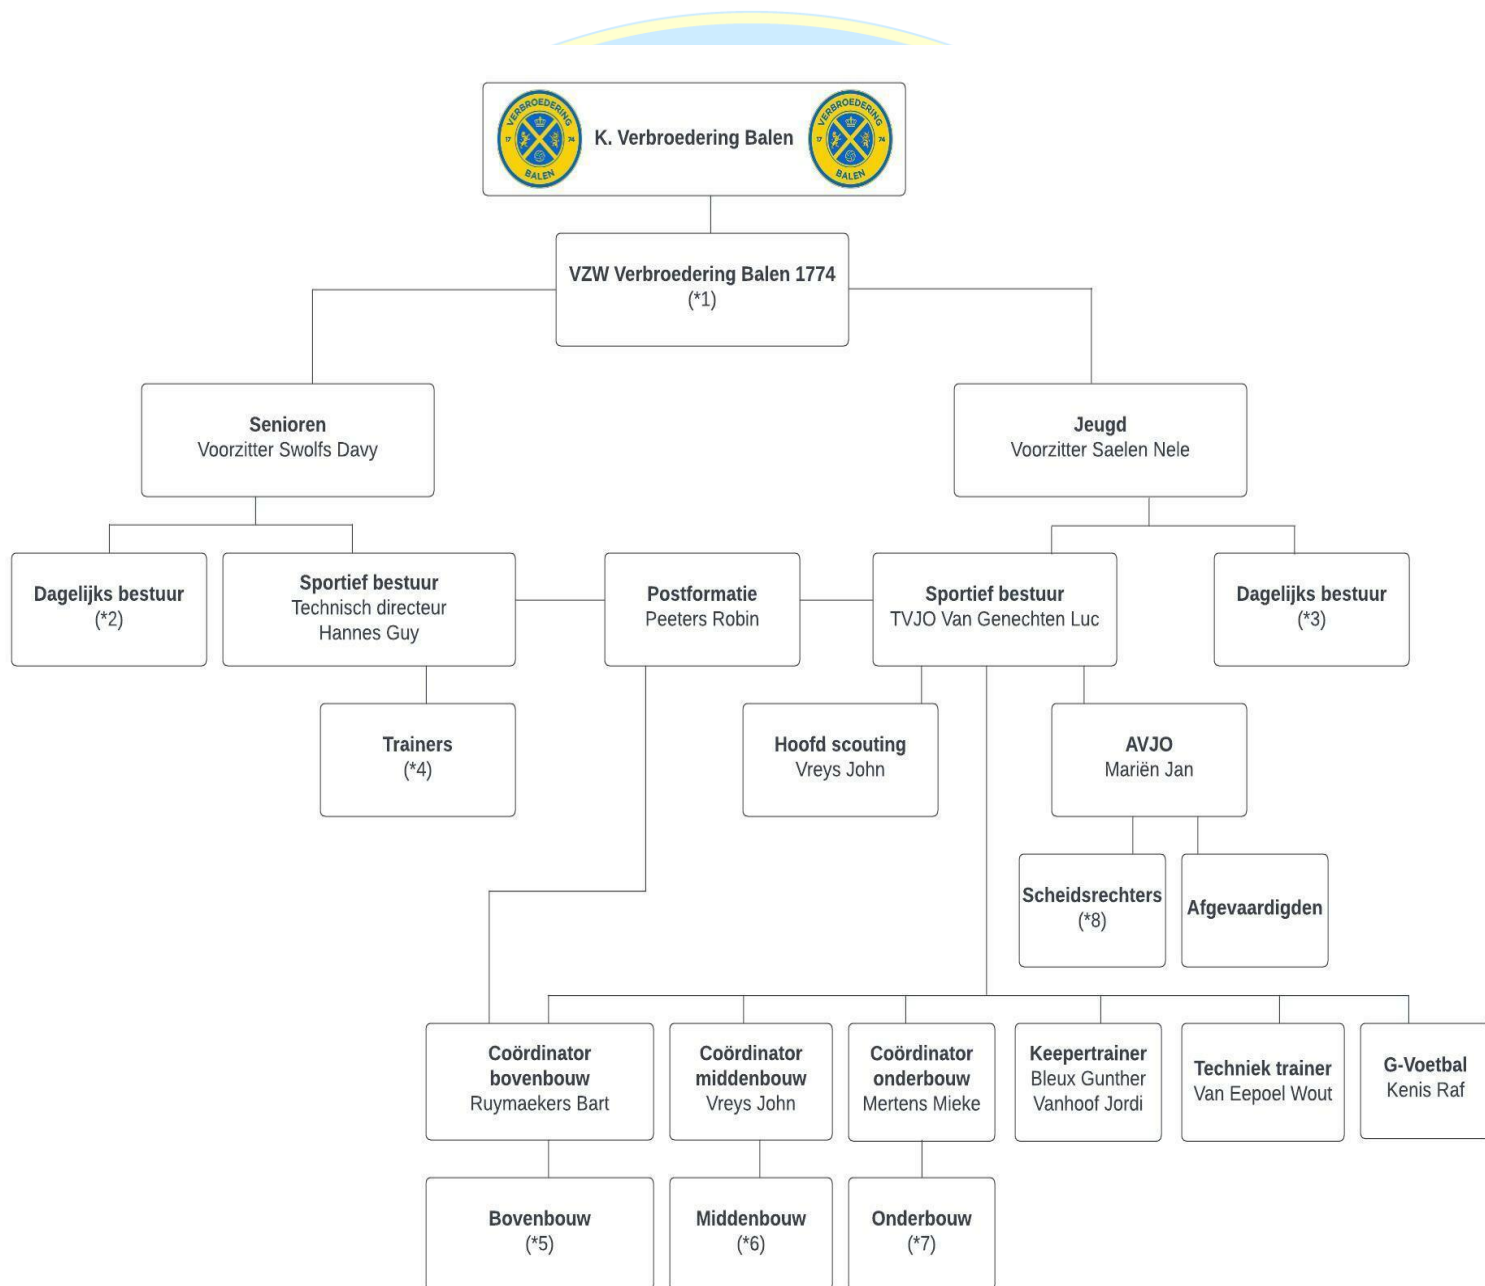 VERBROEDERING
17 74
BALEN
K. Verbroedering Balen
VERBROEDERING
17 74
BALEN
VZW Verbroedering Balen 1774
(*1)
Senioren
Voorzitter Swolfs Davy
Jeugd
Voorzitter Saelen Nele
Dagelijks bestuur
(*2)
Sportief bestuur
Technisch directeur
Hannes Guy
Postformatie
Peeters Robin
Sportief bestuur
TVJO Van Genechten Luc
Dagelijks bestuur
(*3)
Trainers
(*4)
Hoofd scouting
Vreys John
AVJO
Mariën Jan
Scheidsrechters
(*8)
Afgevaardigden
Coördinator
bovenbouw
Ruymaekers Bart
Coördinator
middenbouw
Vreys John
Coördinator
onderbouw
Mertens Mieke
Keepertrainer
Bleux Gunther
Vanhoof Jordi
Techniek trainer
Van Eepoel Wout
G-Voetbal
Kenis Raf
Bovenbouw
(*5)
Middenbouw
(*6)
Onderbouw
(*7)